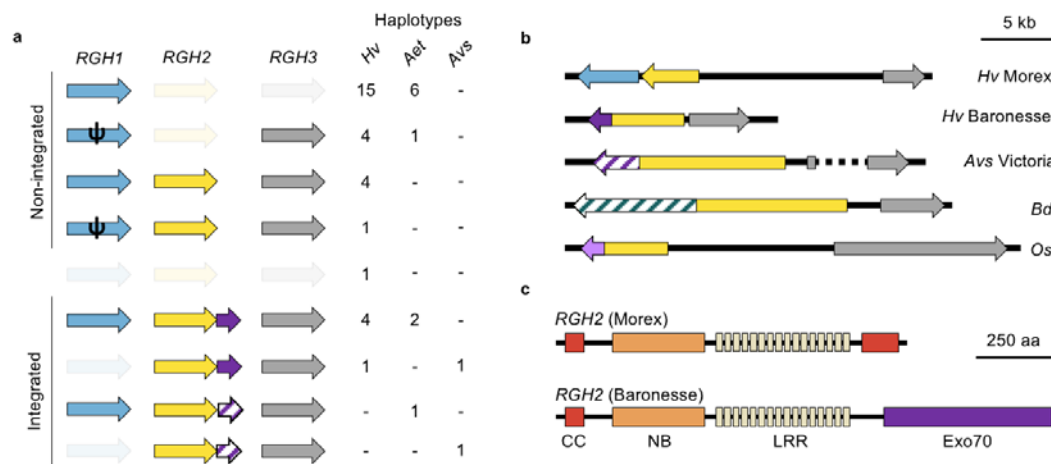 a
Haplotypes
RGH1 RGH2 RGH3 Hv Aet Avs
Non-integrated
15 6 -
ψ 4 1 -
4 - -
ψ 1 - -
1 - -
Integrated
4 2 -
1 - 1
- 1 -
- - 1
b
5 kb
Hv Morex
Hv Baronesse
Avs Victoria
Bd
Os
c
RGH2 (Morex)
250 aa
RGH2 (Baronesse)
CC NB LRR Exo70